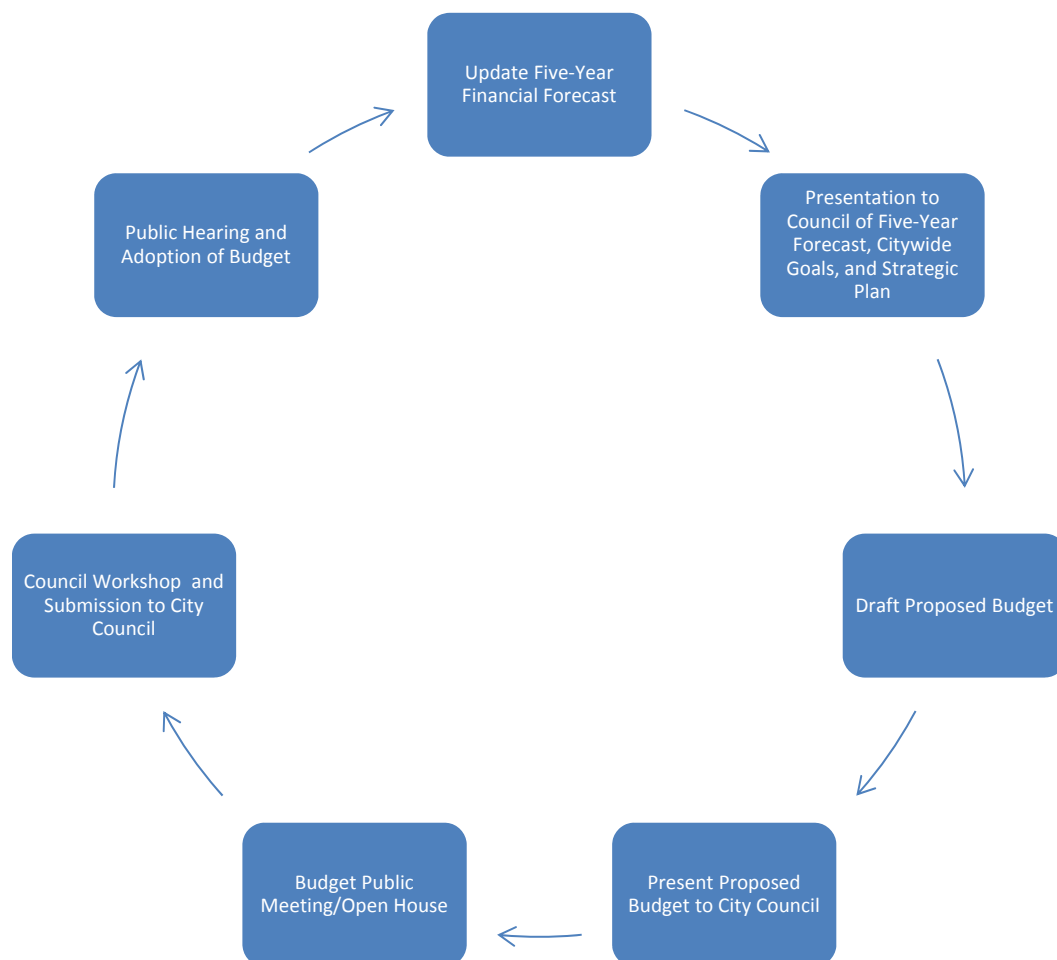 Update Five-Year
Financial Forecast
Presentation to
Council of Five-Year
Forecast, Citywide
Goals, and Strategic
Plan
Draft Proposed Budget
Present Proposed
Budget to City Council
Budget Public
Meeting/Open House
Council Workshop  and
Submission to City
Council
Public Hearing and
Adoption of Budget